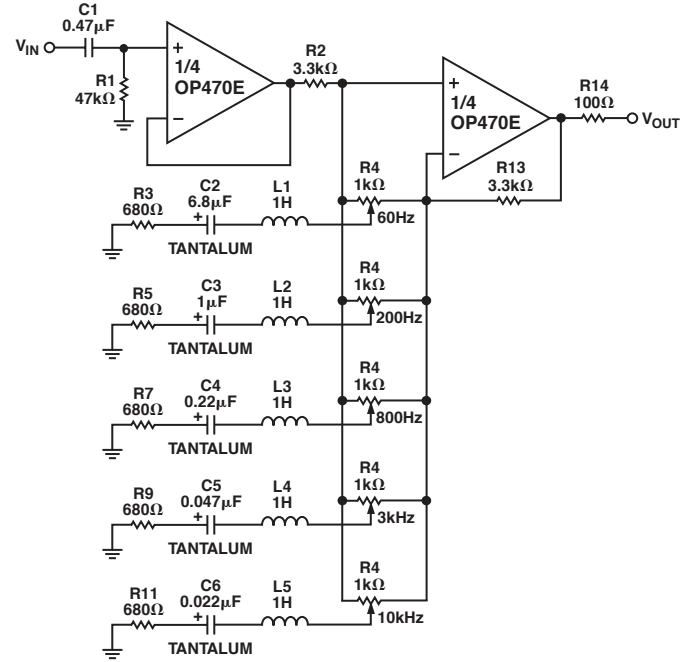 C1
0.47μF
VIN
R1
47kΩ
+
1/4
OP470E
–
R2
3.3kΩ
+
1/4
OP470E
–
R14
100Ω
VOUT
R13
3.3kΩ
R3
680Ω
C2
6.8μF
+
TANTALUM
L1
1H
R4
1kΩ
60Hz
R5
680Ω
C3
1μF
+
TANTALUM
L2
1H
R4
1kΩ
200Hz
R7
680Ω
C4
0.22μF
+
TANTALUM
L3
1H
R4
1kΩ
800Hz
R9
680Ω
C5
0.047μF
+
TANTALUM
L4
1H
R4
1kΩ
3kHz
R11
680Ω
C6
0.022μF
+
TANTALUM
L5
1H
R4
1kΩ
10kHz